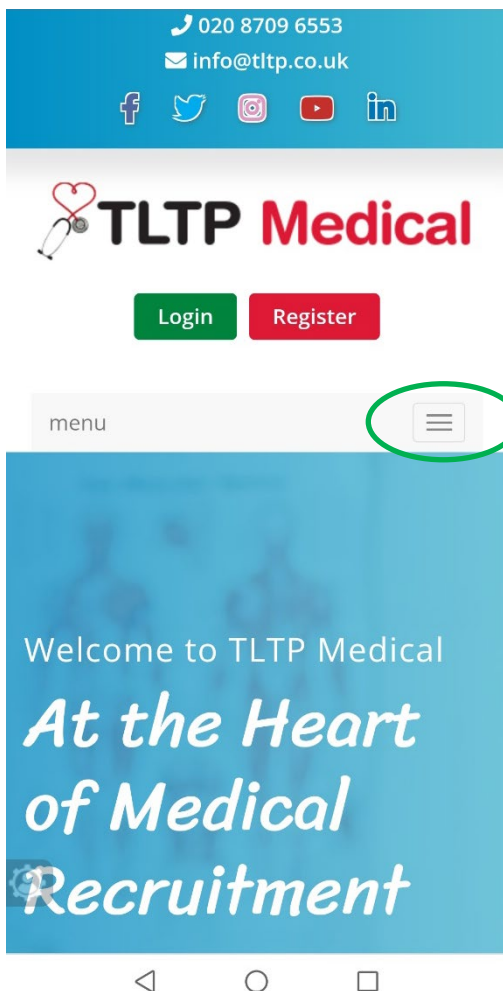 020 8709 6553
info@tltp.co.uk
TLTP Medical
Login Register
menu
Welcome to TLTP Medical
At the Heart
of Medical
Recruitment